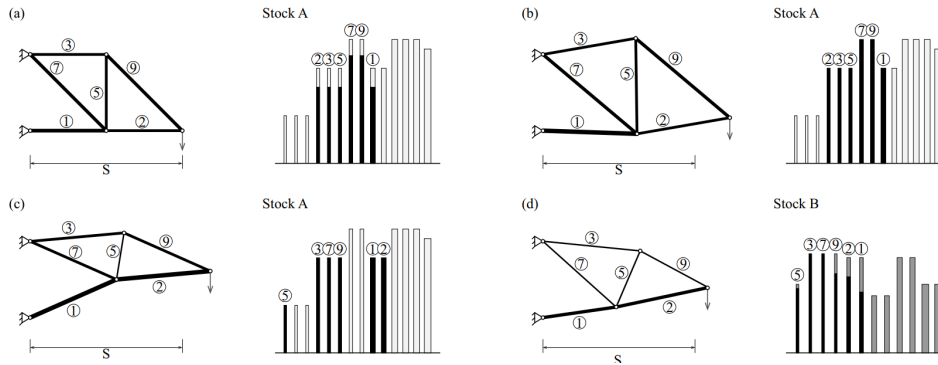 (a)
③
⑦
⑨
⑤
①
②
S
Stock A
⑦⑨
②③⑤
①
(b)
③
⑦
⑨
⑤
①
②
S
Stock A
⑦⑨
②③⑤
①
(c)
③
⑦
⑤
⑨
②
①
S
Stock A
③⑦⑨
①②
⑤
(d)
③
⑦
⑤
⑨
①
②
S
Stock B
③⑦⑨②①
⑤